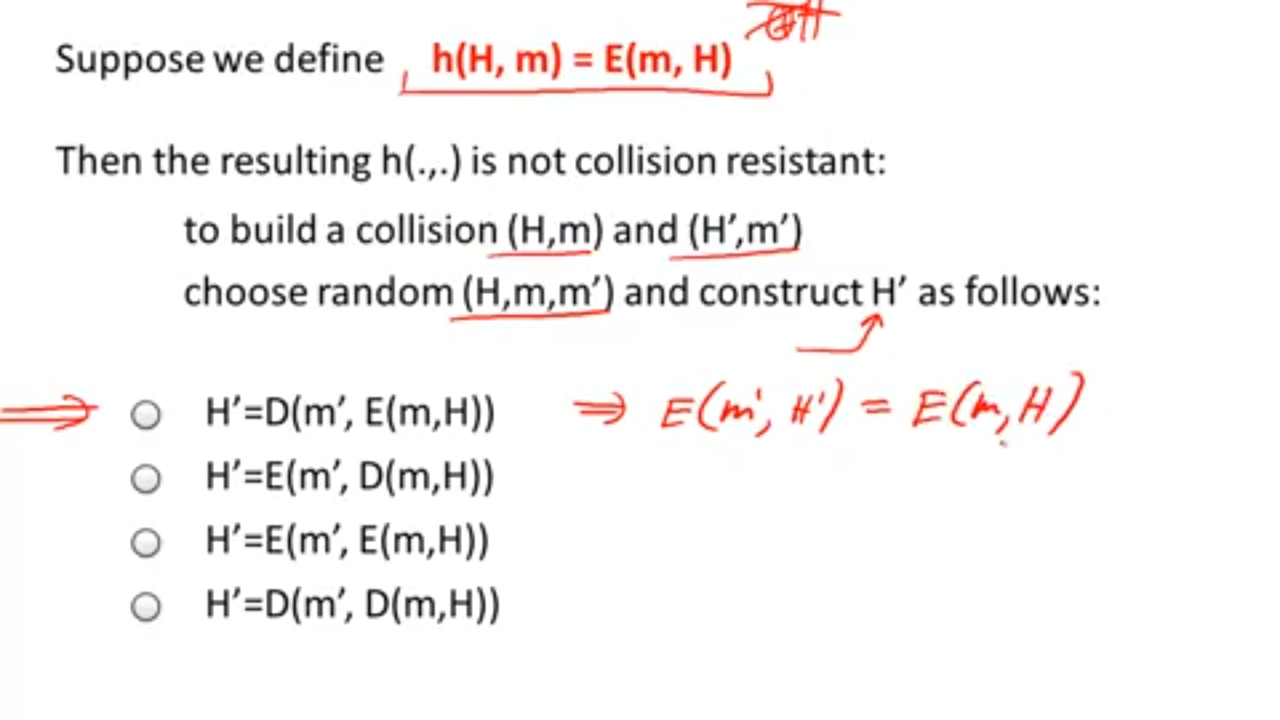 Suppose we define h(H, m) = E(m, H)
Then the resulting h(.,.) is not collision resistant:
to build a collision (H,m) and (H′,m′)
choose random (H,m,m′) and construct H′ as follows:
⇒ H′=D(m′, E(m,H)) ⇒ E(m', H') = E(m, H)
H′=E(m′, D(m,H))
H′=E(m′, E(m,H))
H′=D(m′, D(m,H))